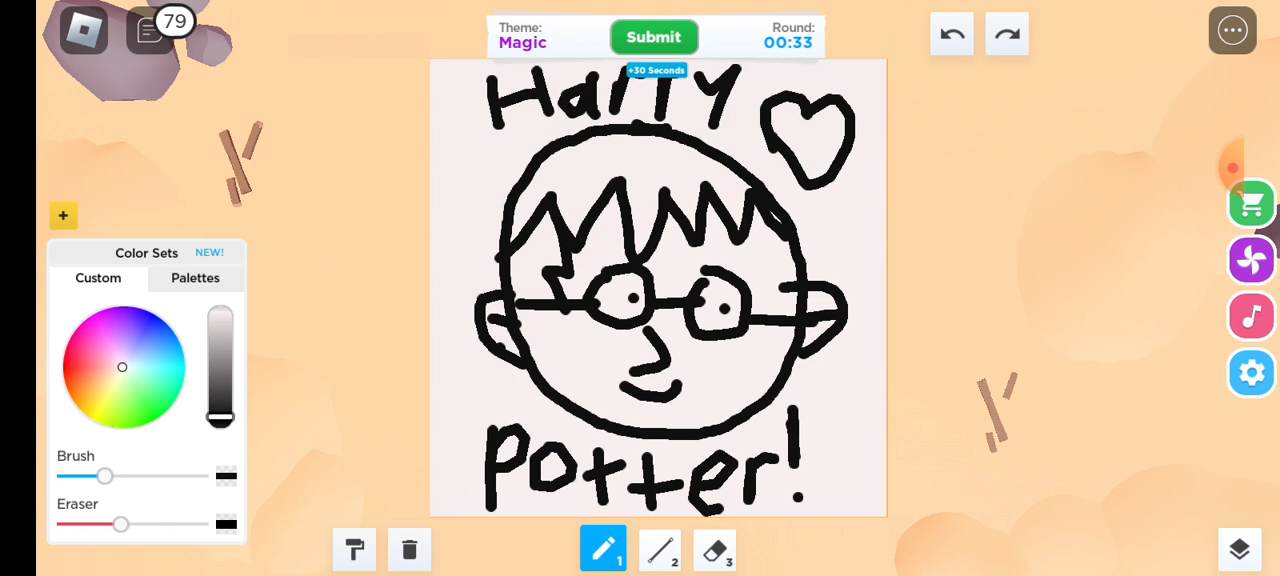 79
Theme:
Magic
Submit
Round:
00:33
+30 Seconds
Harry
+
Color Sets NEW!
Custom Palettes
Brush
Eraser
Potter!
1
2
3